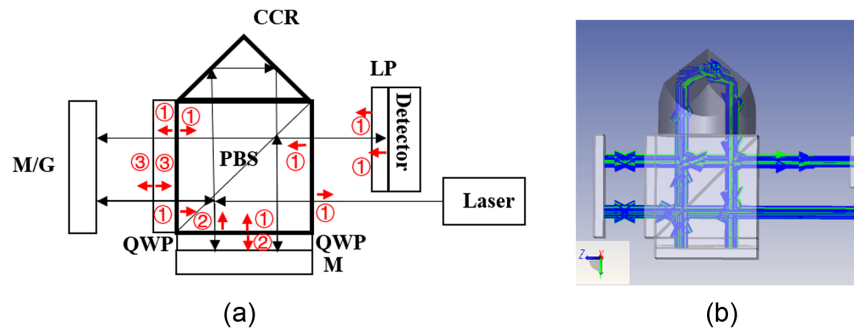 CCR
LP
Detector
① ①
①
①
M/G
PBS
①
③ ③
①
② ①
①
Laser
QWP
②
QWP
M
Z
X
Y
(a)
(b)